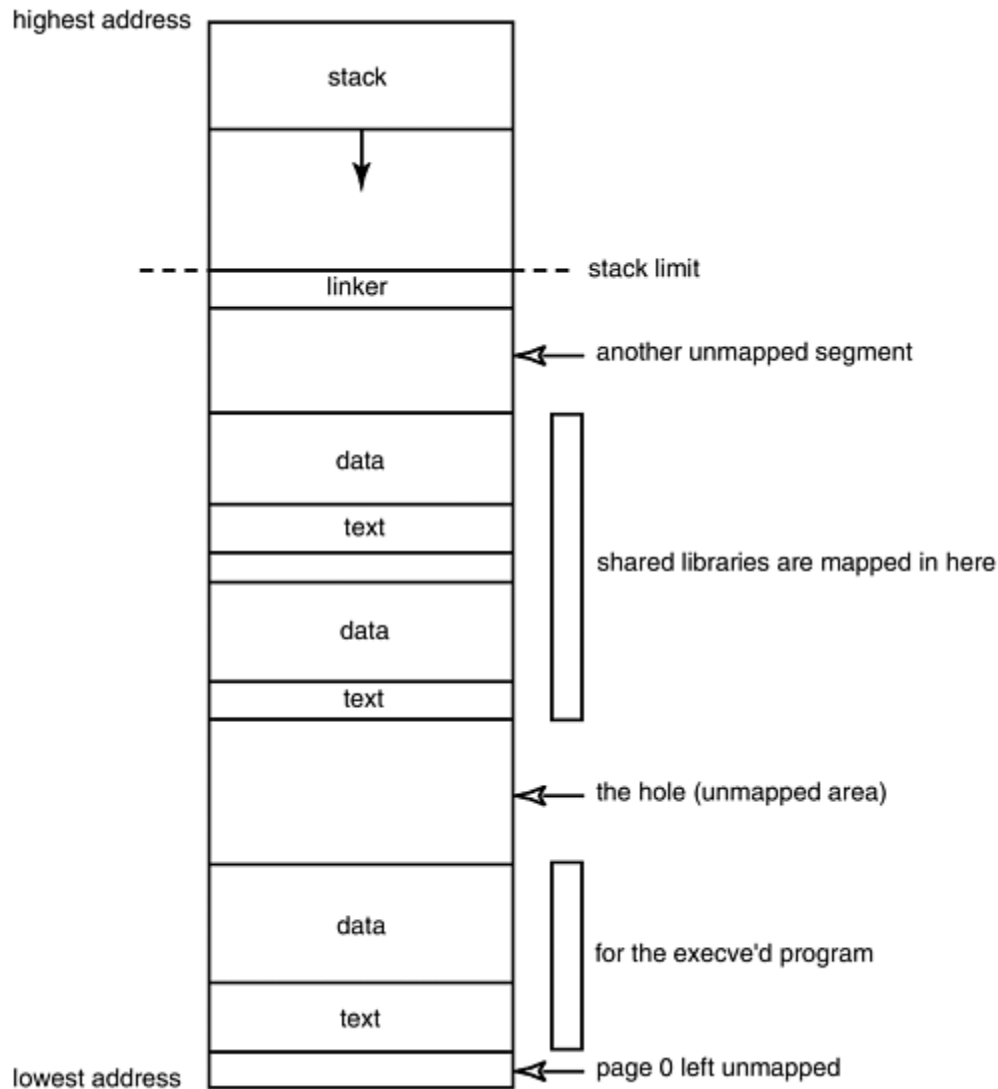 highest address
stack
stack limit
linker
another unmapped segment
data
text
shared libraries are mapped in here
data
text
the hole (unmapped area)
data
for the execve'd program
text
page 0 left unmapped
lowest address